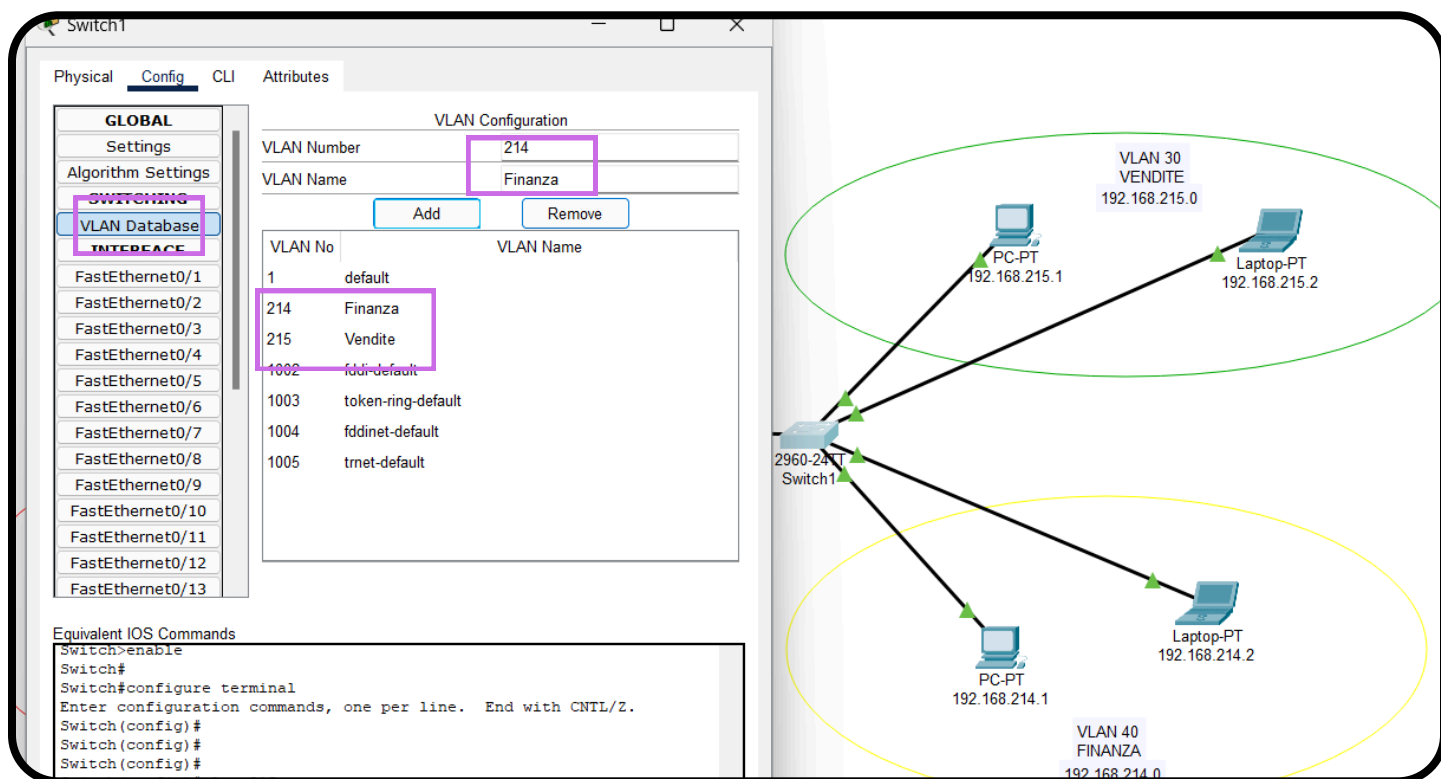 Switch1
Physical Config CLI Attributes
GLOBAL
Settings
Algorithm Settings
SWITCHING
VLAN Database
INTERFACE
FastEthernet0/1
FastEthernet0/2
FastEthernet0/3
FastEthernet0/4
FastEthernet0/5
FastEthernet0/6
FastEthernet0/7
FastEthernet0/8
FastEthernet0/9
FastEthernet0/10
FastEthernet0/11
FastEthernet0/12
FastEthernet0/13
VLAN Configuration
VLAN Number 214
VLAN Name Finanza
Add Remove
VLAN No VLAN Name
1 default
214 Finanza
215 Vendite
1002 fddi-default
1003 token-ring-default
1004 fddinet-default
1005 trnet-default
Equivalent IOS Commands
Switch>enable
Switch#
Switch#configure terminal
Enter configuration commands, one per line. End with CNTL/Z.
Switch(config)#
Switch(config)#
Switch(config)#
VLAN 30
VENDITE
192.168.215.0
PC-PT
192.168.215.1
Laptop-PT
192.168.215.2
2960-24TT
Switch1
Laptop-PT
192.168.214.2
PC-PT
192.168.214.1
VLAN 40
FINANZA
192.168.214.0